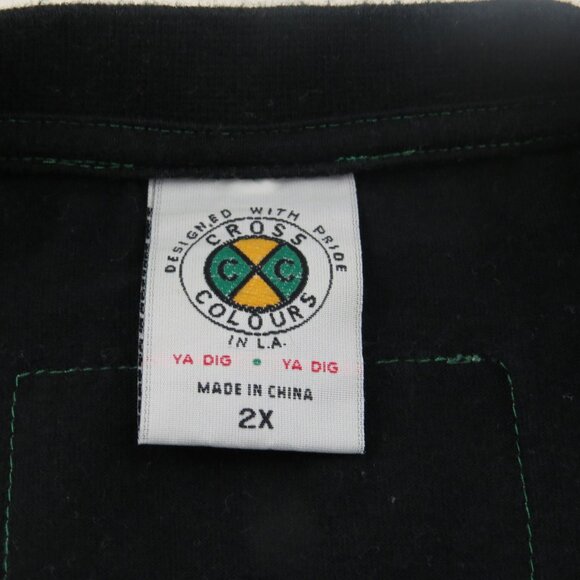 DESIGNED WITH PRIDE
CROSS
C C
COLOURS
IN L.A.
YA DIG • YA DIG
MADE IN CHINA
2X